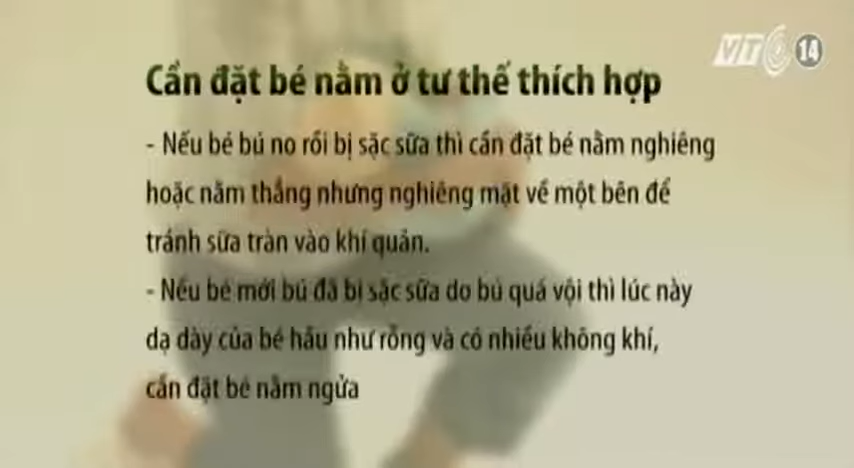 VTC 14
Cần đặt bé nằm ở tư thế thích hợp
- Nếu bé bú no rồi bị sặc sữa thì cần đặt bé nằm nghiêng
hoặc nằm thẳng nhưng nghiêng mặt về một bên để
tránh sữa tràn vào khí quản.
- Nếu bé mới bú đã bị sặc sữa do bú quá vội thì lúc này
dạ dày của bé hầu như rỗng và có nhiều không khí,
cần đặt bé nằm ngửa